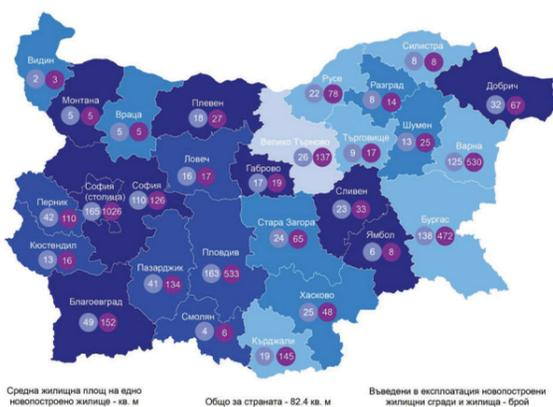 Видин
2 3
Монтана
5 5
Враца
5 5
Плевен
18 27
Велико Търново
26 137
Русе
22 78
Силистра
8 8
Разград
8 14
Добрич
32 67
Шумен
13 25
Търговище
9 17
Варна
125 530
Ловеч
16 17
Габрово
17 19
София
(столица)
165 1026
София
110 126
Перник
42 110
Кюстендил
13 16
Сливен
23 33
Стара Загора
24 65
Ямбол
6 8
Бургас
138 472
Пазарджик
41 134
Пловдив
163 533
Благоевград
49 152
Смолян
4 6
Хасково
25 48
Кърджали
19 145
Средна жилищна площ на едно
новопостроено жилище - кв. м
Общо за страната - 82.4 кв. м
Въведени в експлоатация новопостроени
жилищни сгради и жилища - брой